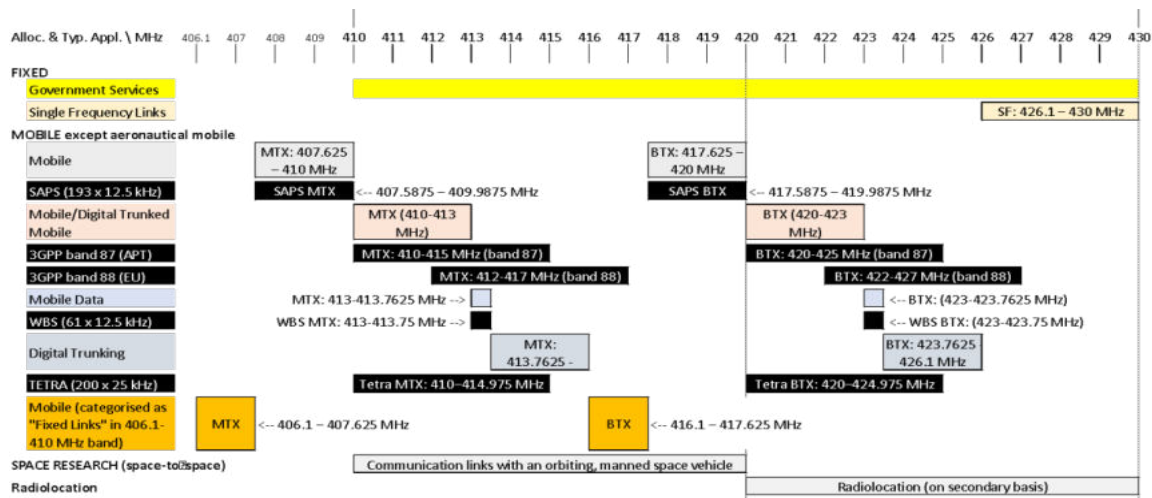 Alloc. & Typ. Appl. \ MHz 406.1 407 408 409 410 411 412 413 414 415 416 417 418 419 420 421 422 423 424 425 426 427 428 429 430
FIXED
Government Services
Single Frequency Links SF: 426.1 – 430 MHz
MOBILE except aeronautical mobile
Mobile MTX: 407.625 – 410 MHz BTX: 417.625 – 420 MHz
SAPS (193 x 12.5 kHz) SAPS MTX <-- 407.5875 – 409.9875 MHz SAPS BTX <-- 417.5875 – 419.9875 MHz
Mobile/Digital Trunked Mobile MTX (410-413 MHz) BTX (420-423 MHz)
3GPP band 87 (APT) MTX: 410-415 MHz (band 87) BTX: 420-425 MHz (band 87)
3GPP band 88 (EU) MTX: 412-417 MHz (band 88) BTX: 422-427 MHz (band 88)
Mobile Data MTX: 413-413.7625 MHz --> <-- BTX: (423-423.7625 MHz)
WBS (61 x 12.5 kHz) WBS MTX: 413-413.75 MHz --> <-- WBS BTX: (423-423.75 MHz)
Digital Trunking MTX: 413.7625 - BTX: 423.7625 426.1 MHz
TETRA (200 x 25 kHz) Tetra MTX: 410–414.975 MHz Tetra BTX: 420–424.975 MHz
Mobile (categorised as "Fixed Links" in 406.1-410 MHz band) MTX <-- 406.1 – 407.625 MHz BTX <-- 416.1 – 417.625 MHz
SPACE RESEARCH (space-to-space) Communication links with an orbiting, manned space vehicle
Radiolocation Radiolocation (on secondary basis)